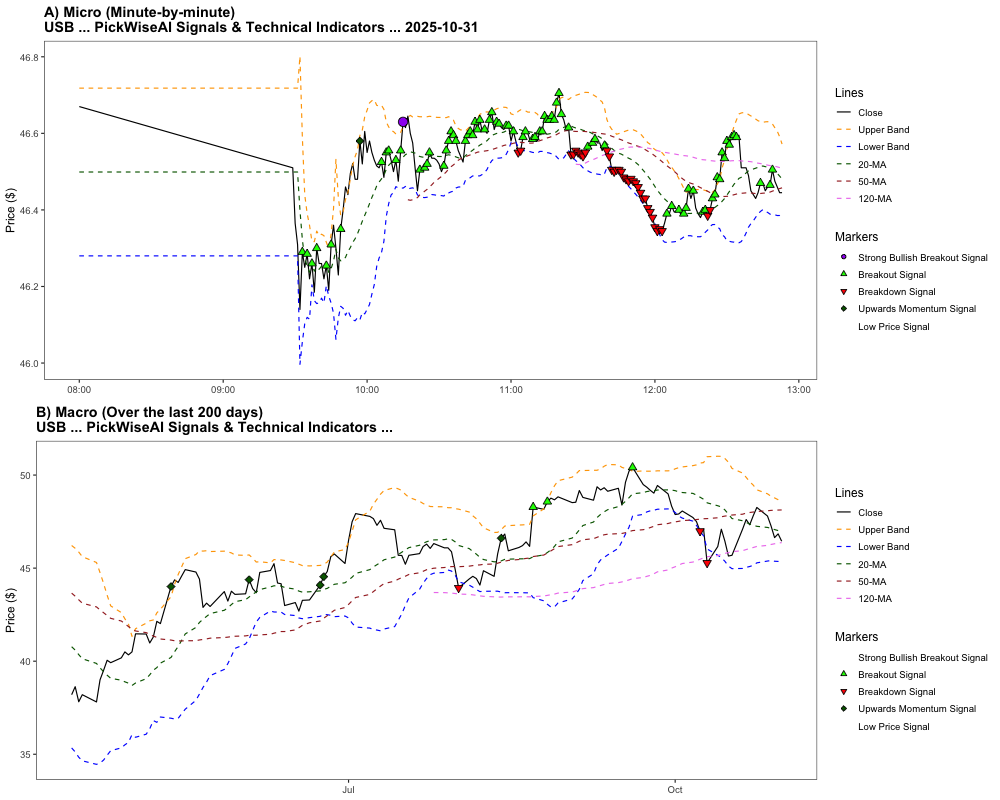 A) Micro (Minute-by-minute)
USB ... PickWiseAI Signals & Technical Indicators ... 2025-10-31
46.8
46.6
46.4
46.2
46.0
Price ($)
08:00
09:00
10:00
11:00
12:00
13:00
Lines
Close
Upper Band
Lower Band
20-MA
50-MA
120-MA
Markers
Strong Bullish Breakout Signal
Breakout Signal
Breakdown Signal
Upwards Momentum Signal
Low Price Signal
B) Macro (Over the last 200 days)
USB ... PickWiseAI Signals & Technical Indicators ...
50
45
40
35
Price ($)
Jul
Oct
Lines
Close
Upper Band
Lower Band
20-MA
50-MA
120-MA
Markers
Strong Bullish Breakout Signal
Breakout Signal
Breakdown Signal
Upwards Momentum Signal
Low Price Signal